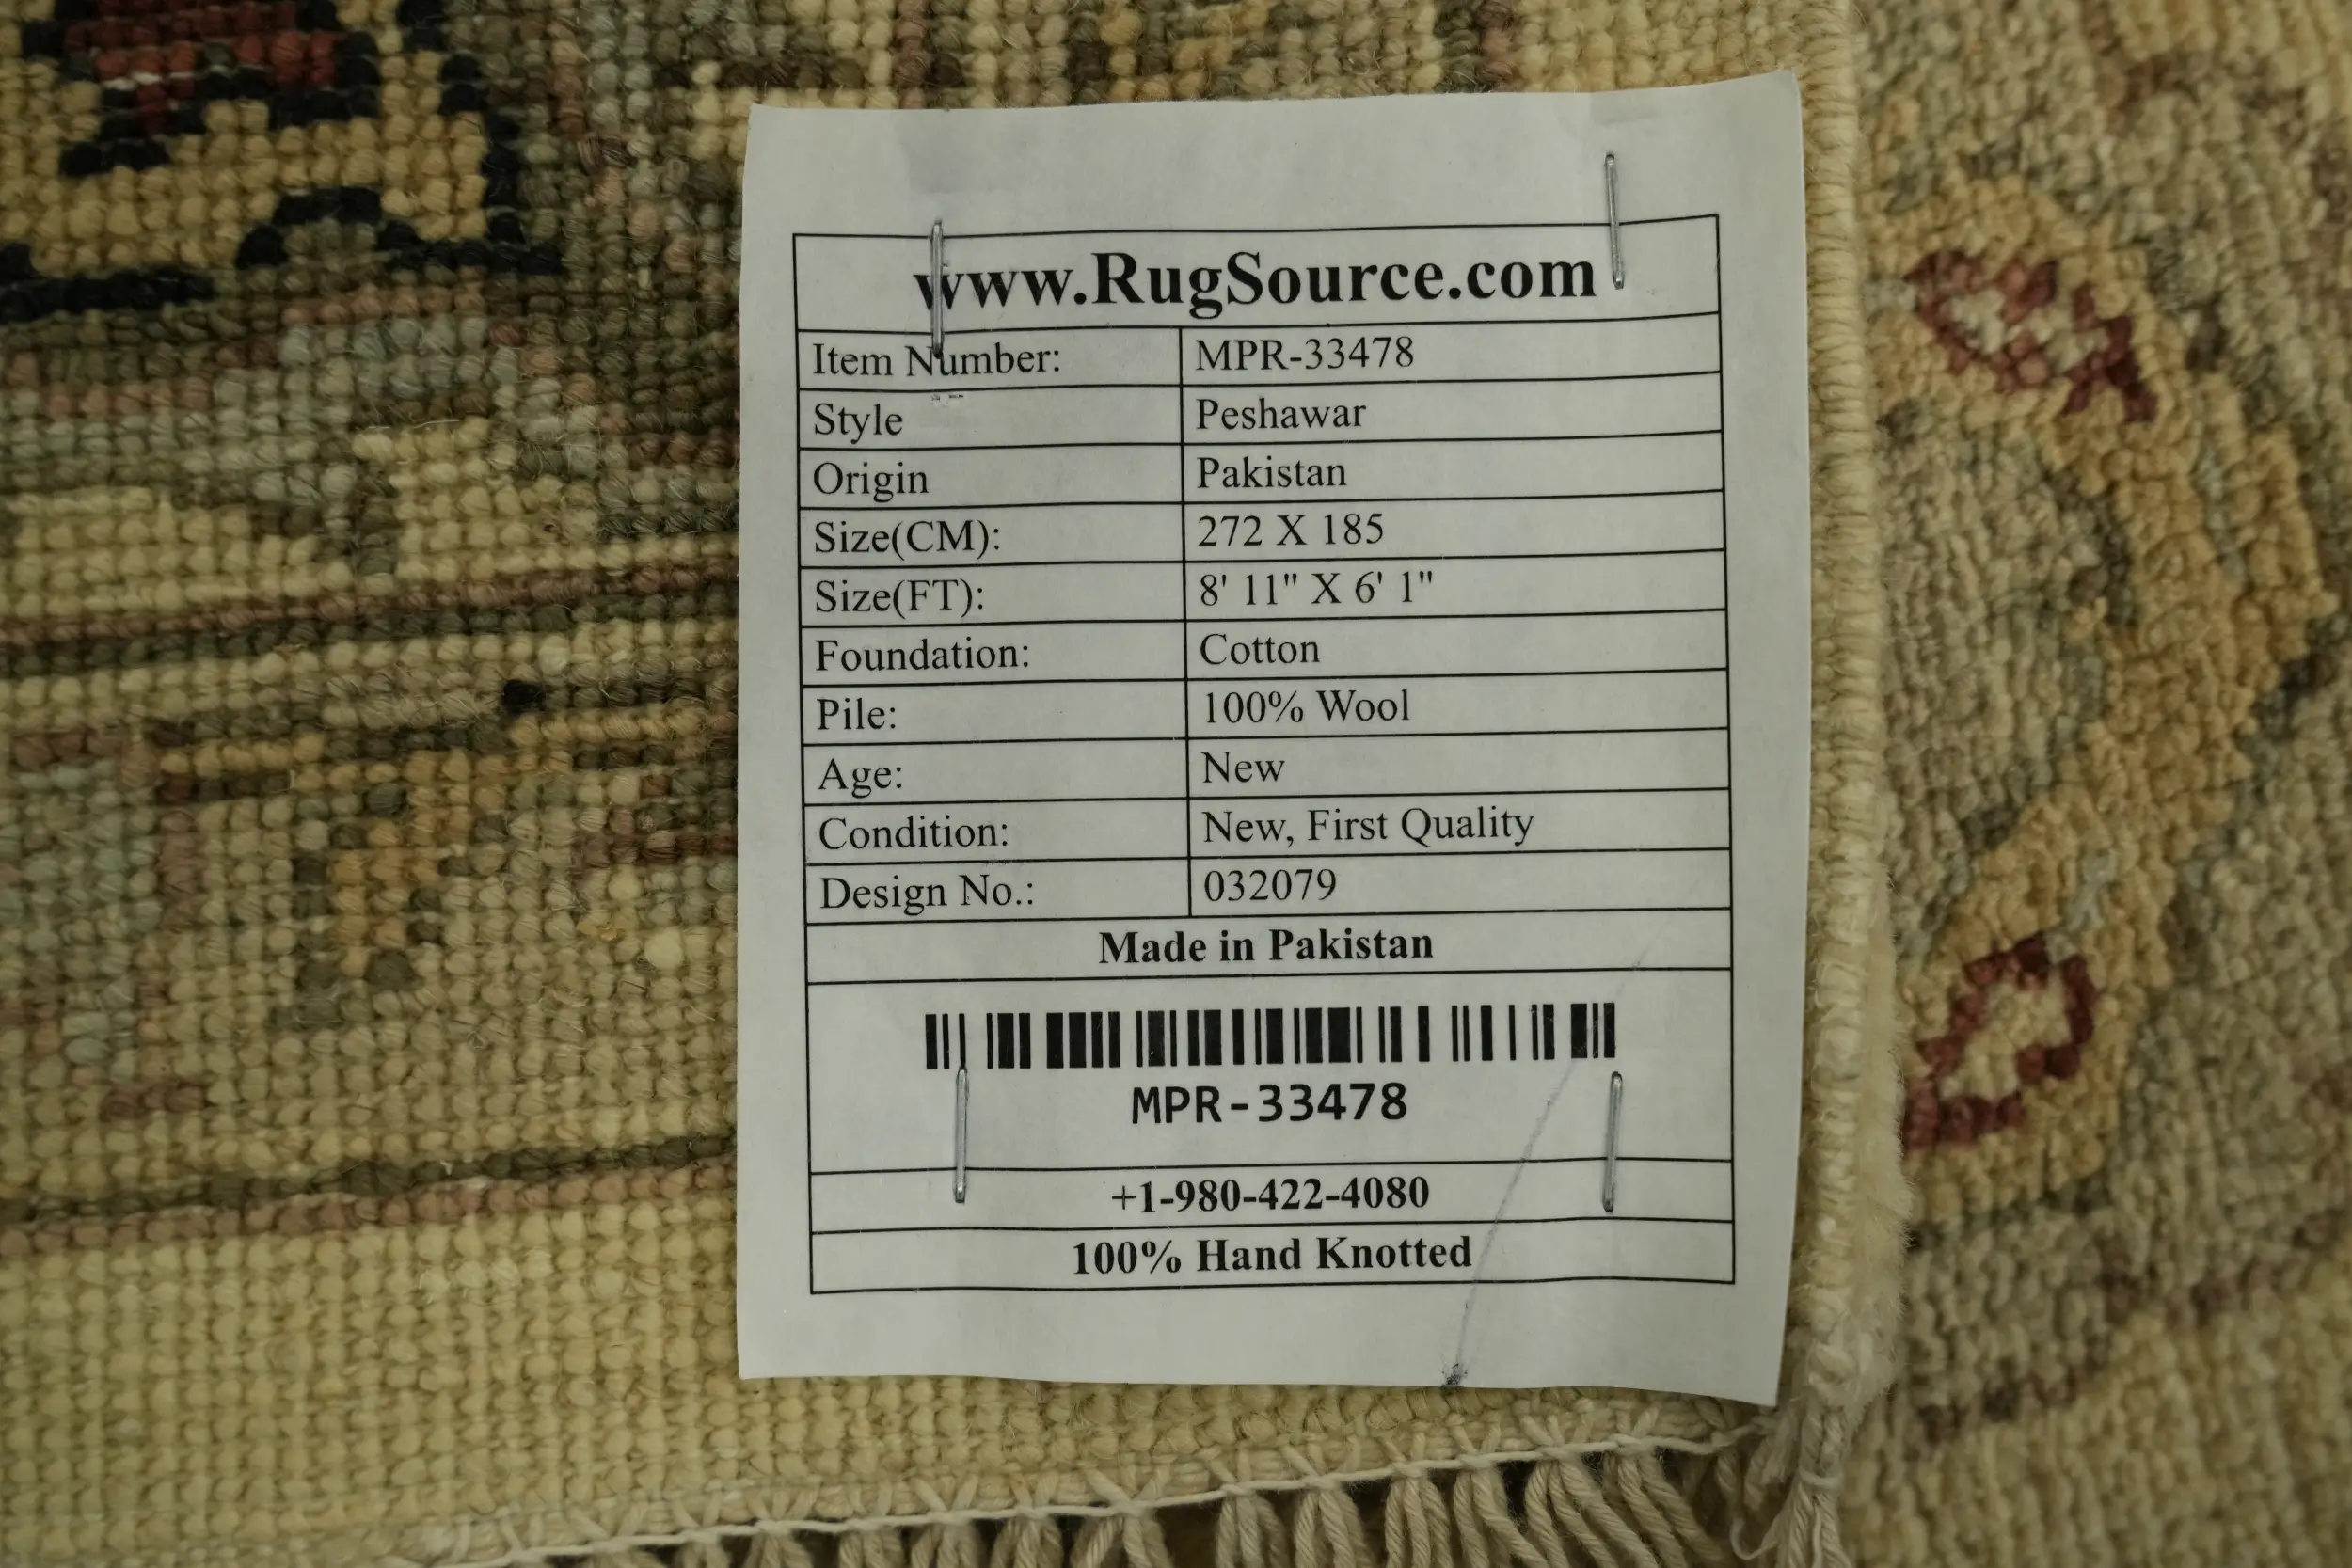 www.RugSource.com
Item Number: MPR-33478
Style Peshawar
Origin Pakistan
Size(CM): 272 X 185
Size(FT): 8' 11" X 6' 1"
Foundation: Cotton
Pile: 100% Wool
Age: New
Condition: New, First Quality
Design No.: 032079
Made in Pakistan
MPR-33478
+1-980-422-4080
100% Hand Knotted